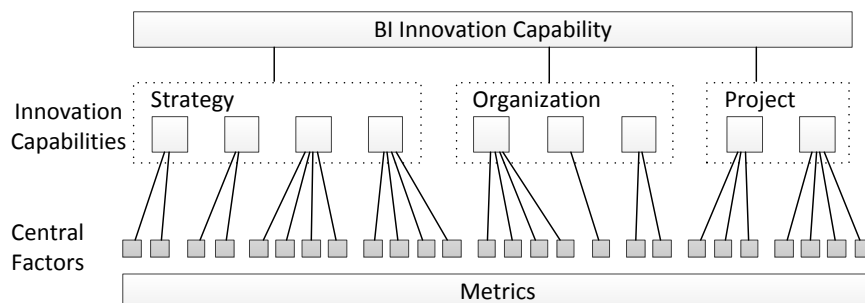 BI Innovation Capability
Strategy
Organization
Project
Innovation
Capabilities
Central
Factors
Metrics